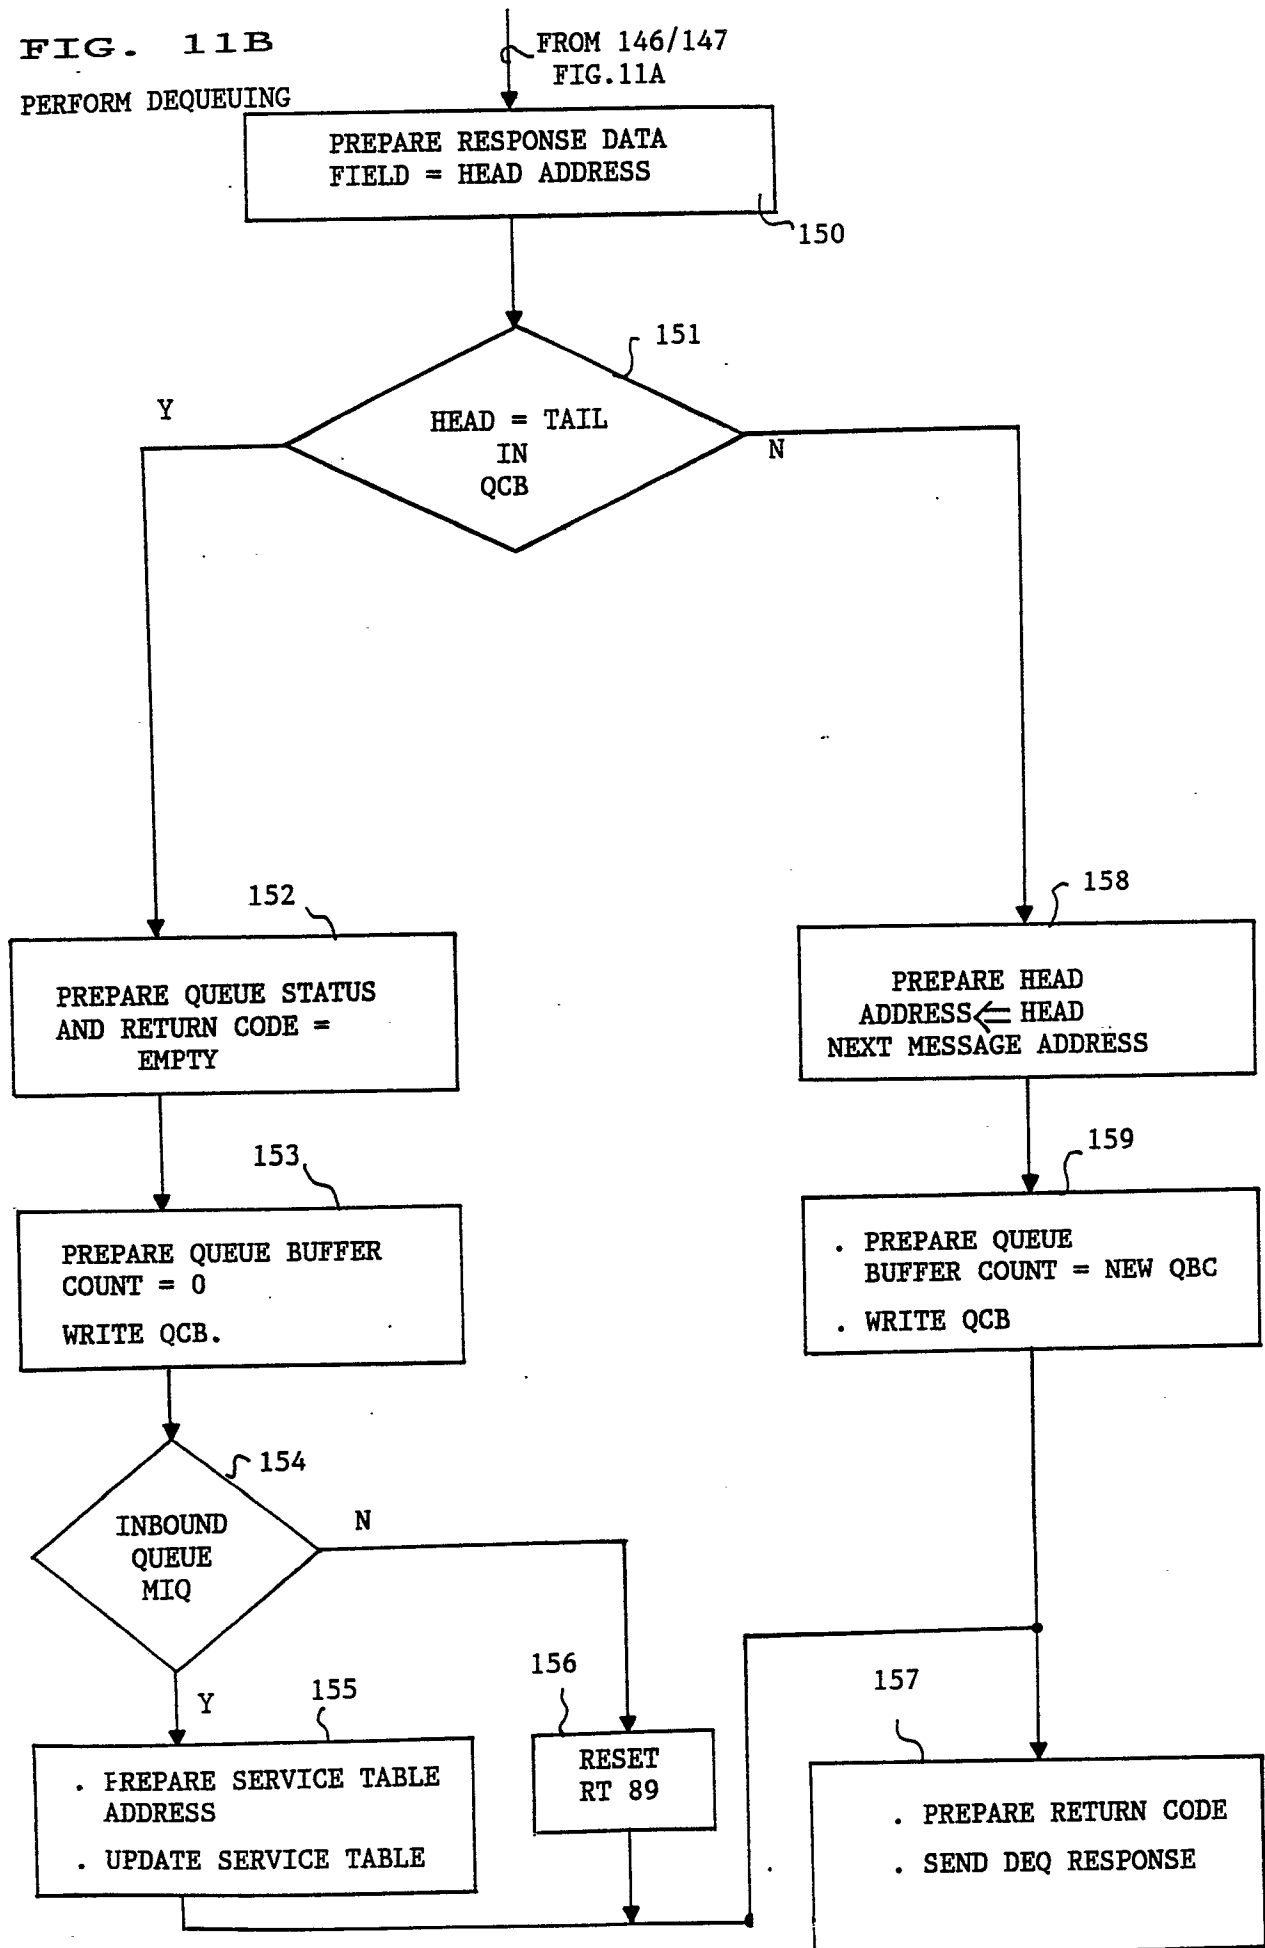 FIG. 11B
FROM 146/147
FIG.11A
PERFORM DEQUEUING
PREPARE RESPONSE DATA
FIELD = HEAD ADDRESS
150
151
HEAD = TAIL
IN
QCB
Y
N
152
PREPARE QUEUE STATUS
AND RETURN CODE =
EMPTY
158
PREPARE HEAD
ADDRESS⇐ HEAD
NEXT MESSAGE ADDRESS
153
PREPARE QUEUE BUFFER
COUNT = 0
WRITE QCB.
159
. PREPARE QUEUE
BUFFER COUNT = NEW QBC
. WRITE QCB
154
INBOUND
QUEUE
MIQ
N
Y
155
. PREPARE SERVICE TABLE
ADDRESS
. UPDATE SERVICE TABLE
156
RESET
RT 89
157
. PREPARE RETURN CODE
. SEND DEQ RESPONSE